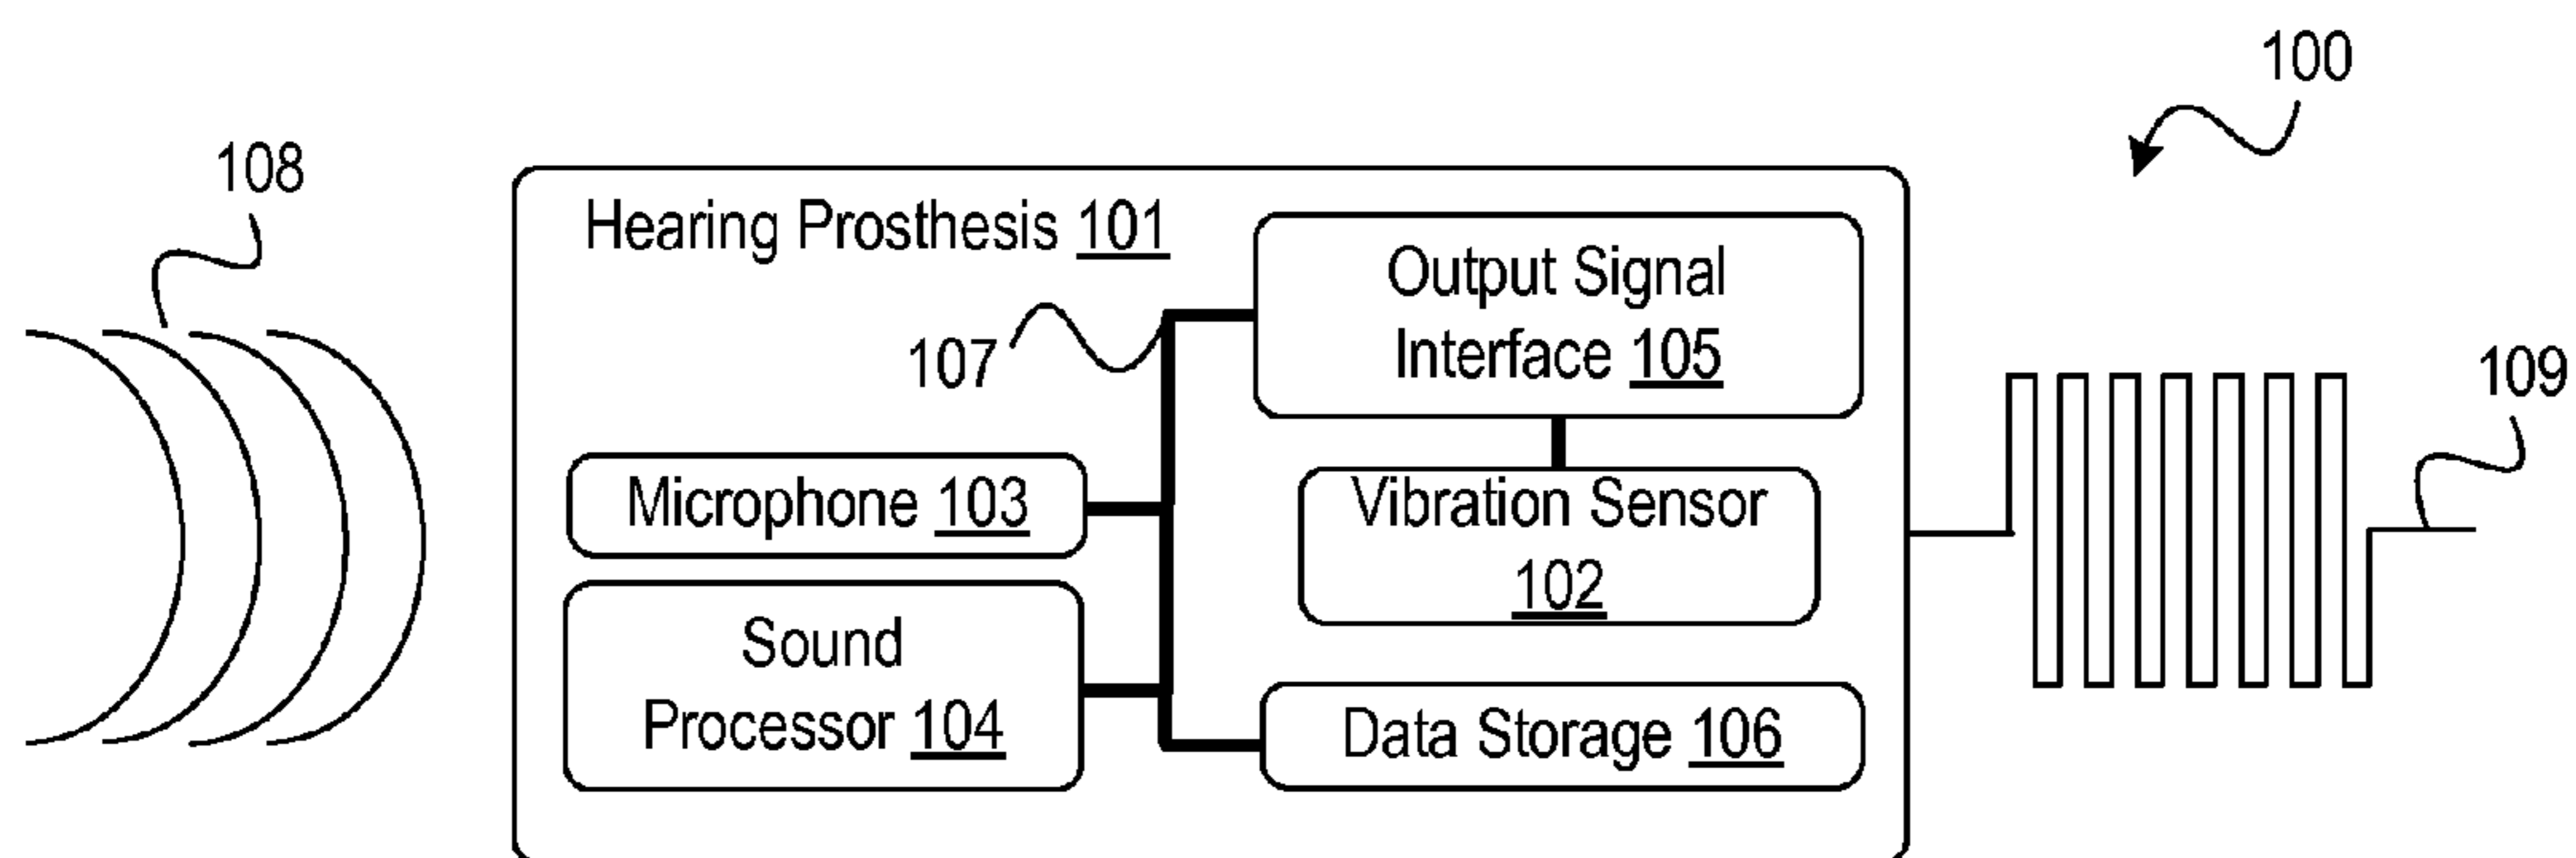 100
108
Hearing Prosthesis 101
Output Signal
Interface 105
107
109
Microphone 103
Vibration Sensor
102
Sound
Processor 104
Data Storage 106